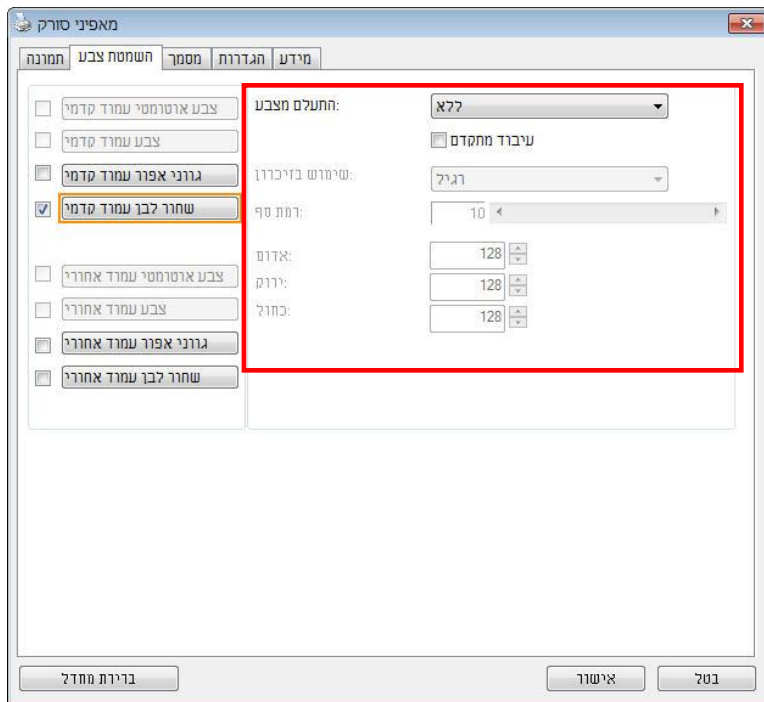 מאפיני סורק
תמונה
השמטת צבע
מסמך
הגדרות
מידע
צבע אוטומטי עמוד קדמי
צבע עמוד קדמי
גווני אפור עמוד קדמי
שחור לבן עמוד קדמי
צבע אוטומטי עמוד אחורי
צבע עמוד אחורי
גווני אפור עמוד אחורי
שחור לבן עמוד אחורי
התעלם מצבע:
ללא
עיבוד מתקדם
שימוש בזיכרון:
רגיל
רמת סף:
10
אדום:
128
ירוק:
128
כחול:
128
ברירת מחדל
אישור
בטל